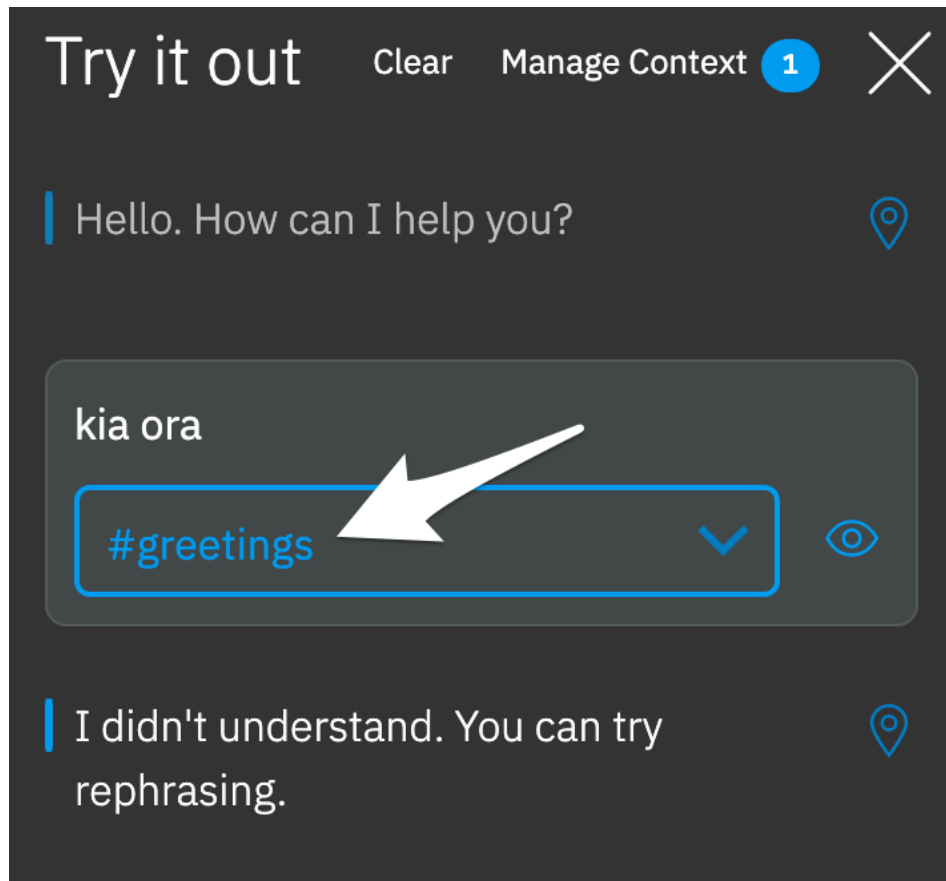 Try it out Clear Manage Context 1
Hello. How can I help you?
kia ora
#greetings
I didn't understand. You can try
rephrasing.